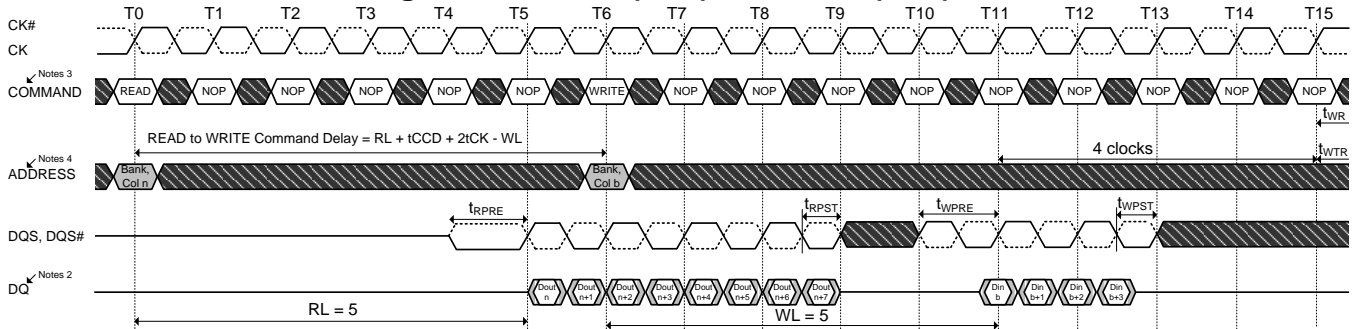 T0 T1 T2 T3 T4 T5 T6 T7 T8 T9 T10 T11 T12 T13 T14 T15
CK#
CK
Notes 3
COMMAND
READ NOP NOP NOP NOP NOP WRITE NOP NOP NOP NOP NOP NOP NOP NOP NOP
tWR
READ to WRITE Command Delay = RL + tCCD + 2tCK - WL
4 clocks
tWTR
Notes 4
ADDRESS
Bank, Col n
Bank, Col b
tRPRE
tRPST
tWPRE
tWPST
DQS, DQS#
Notes 2
DQ
Dout n
Dout n+1
Dout n+2
Dout n+3
Dout n+4
Dout n+5
Dout n+6
Dout n+7
Din b
Din b+1
Din b+2
Din b+3
RL = 5
WL = 5